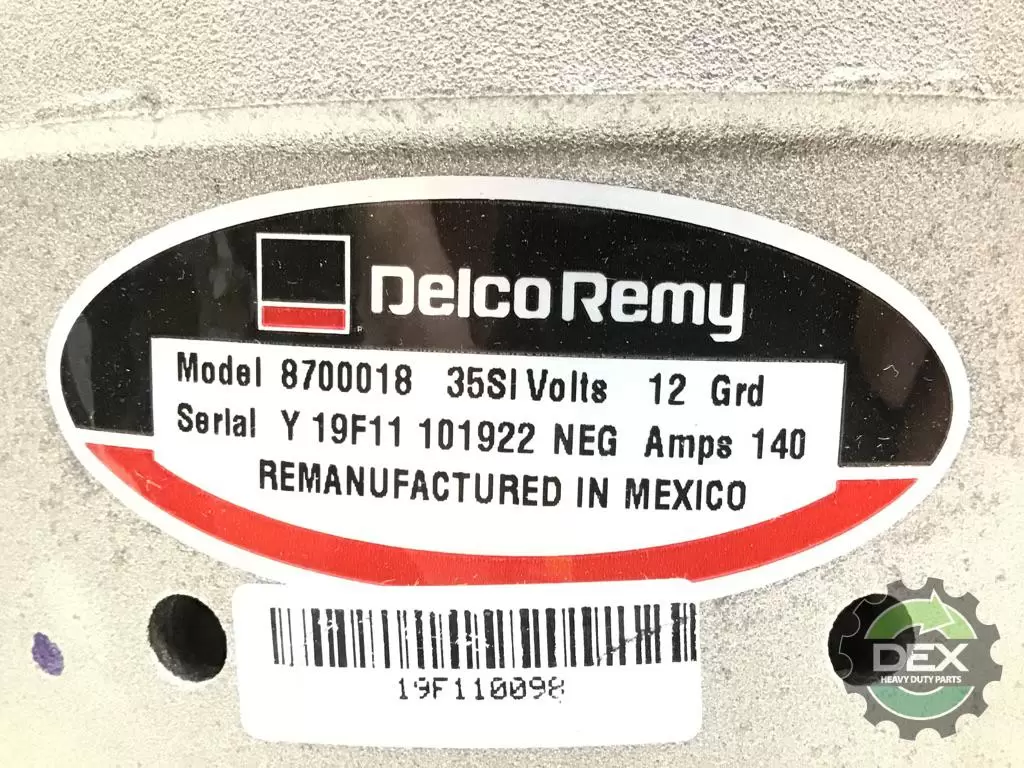 Delco Remy
Model 8700018 35SI Volts 12 Grd
Serial Y 19F11 101922 NEG Amps 140
REMANUFACTURED IN MEXICO
19F110098
DEX
HEAVY DUTY PARTS